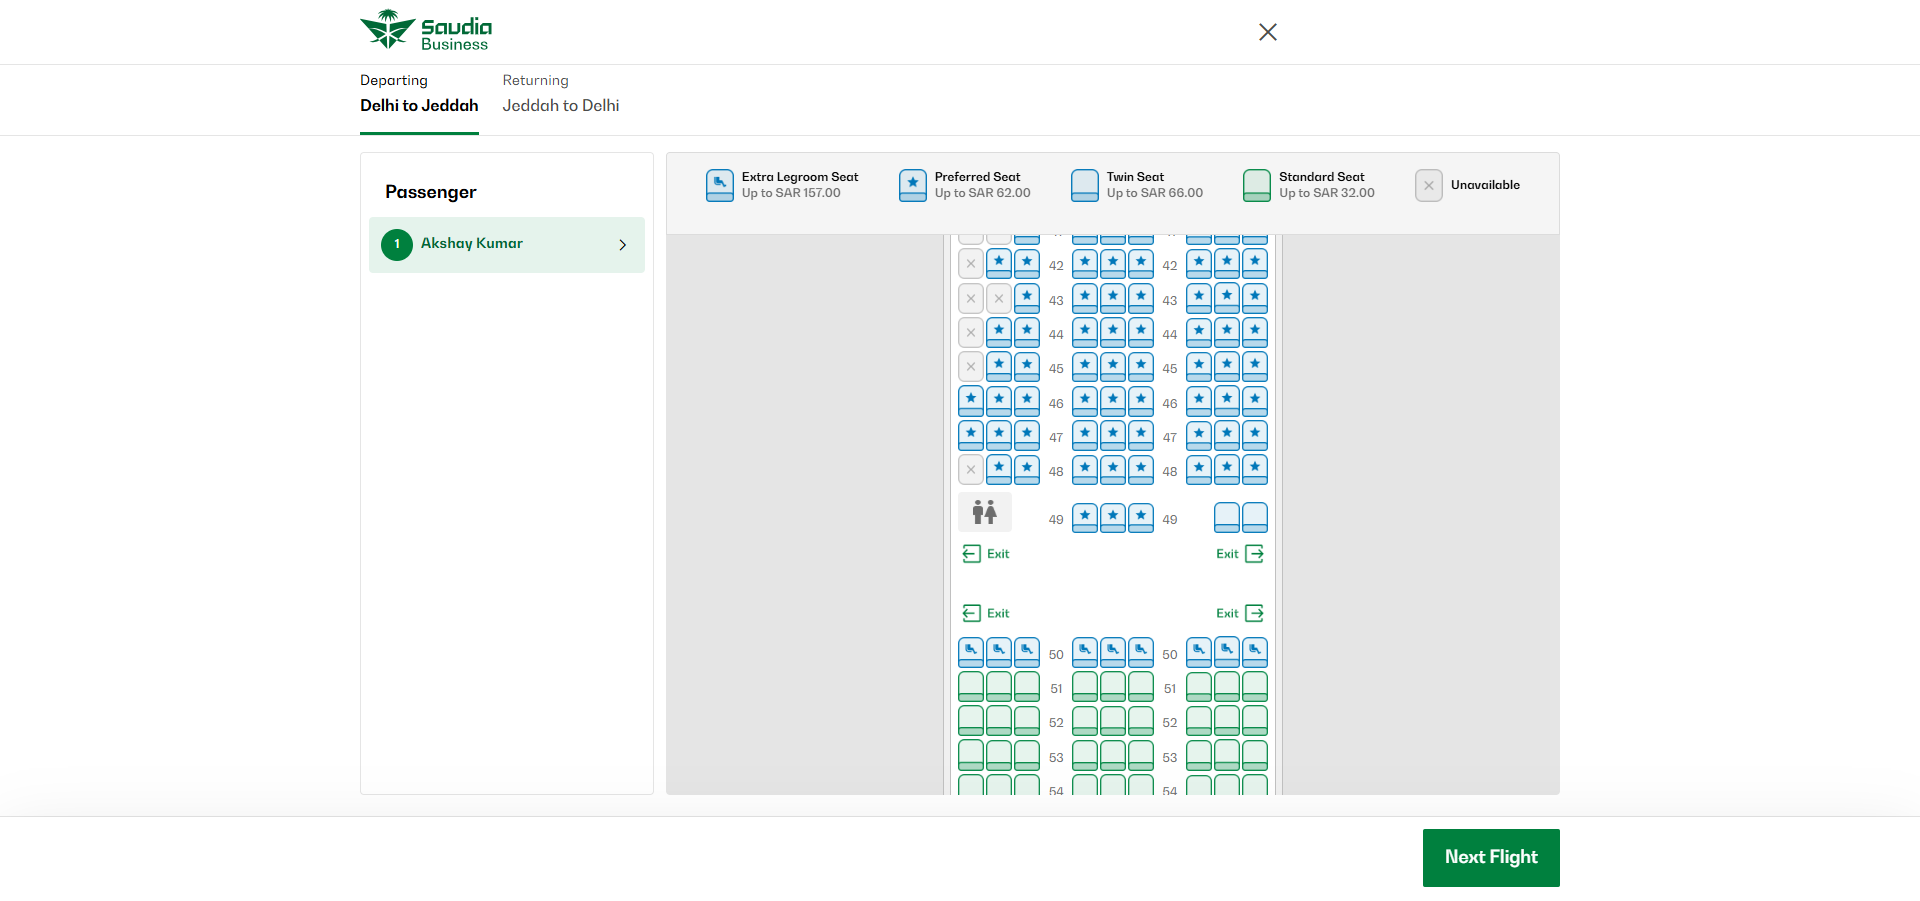 Saudia
Business
Departing
Delhi to Jeddah
Returning
Jeddah to Delhi
Passenger
1 Akshay Kumar
Extra Legroom Seat
Up to SAR 157.00
Preferred Seat
Up to SAR 62.00
Twin Seat
Up to SAR 66.00
Standard Seat
Up to SAR 32.00
Unavailable
42 42
43 43
44 44
45 45
46 46
47 47
48 48
49 49
Exit Exit
Exit Exit
50 50
51 51
52 52
53 53
54 54
Next Flight